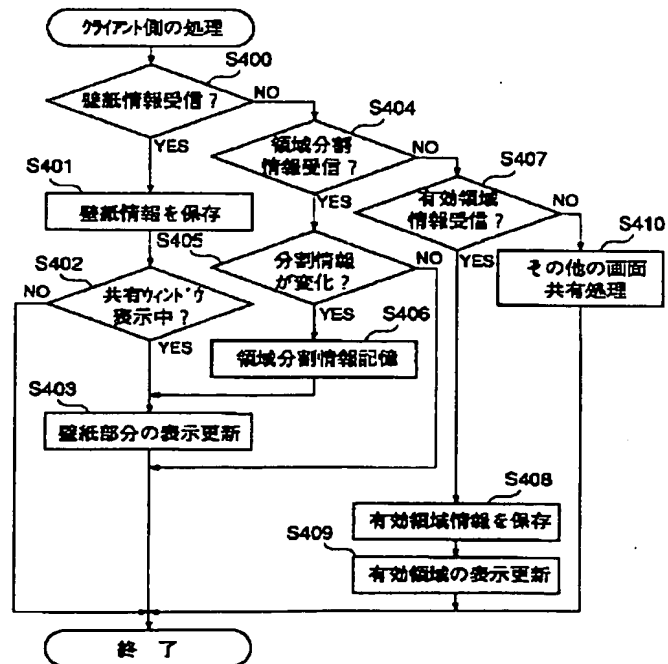 クライアント側の処理
S400
壁紙情報受信？
NO
YES
S404
領域分割
情報受信？
NO
YES
S407
有効領域
情報受信？
NO
YES
S410
その他の画面
共有処理
S401
壁紙情報を保存
S405
分割情報
が変化？
NO
YES
S402
NO
共有ウィンドウ
表示中？
YES
S406
領域分割情報記憶
S403
壁紙部分の表示更新
S408
有効領域情報を保存
S409
有効領域の表示更新
終 了